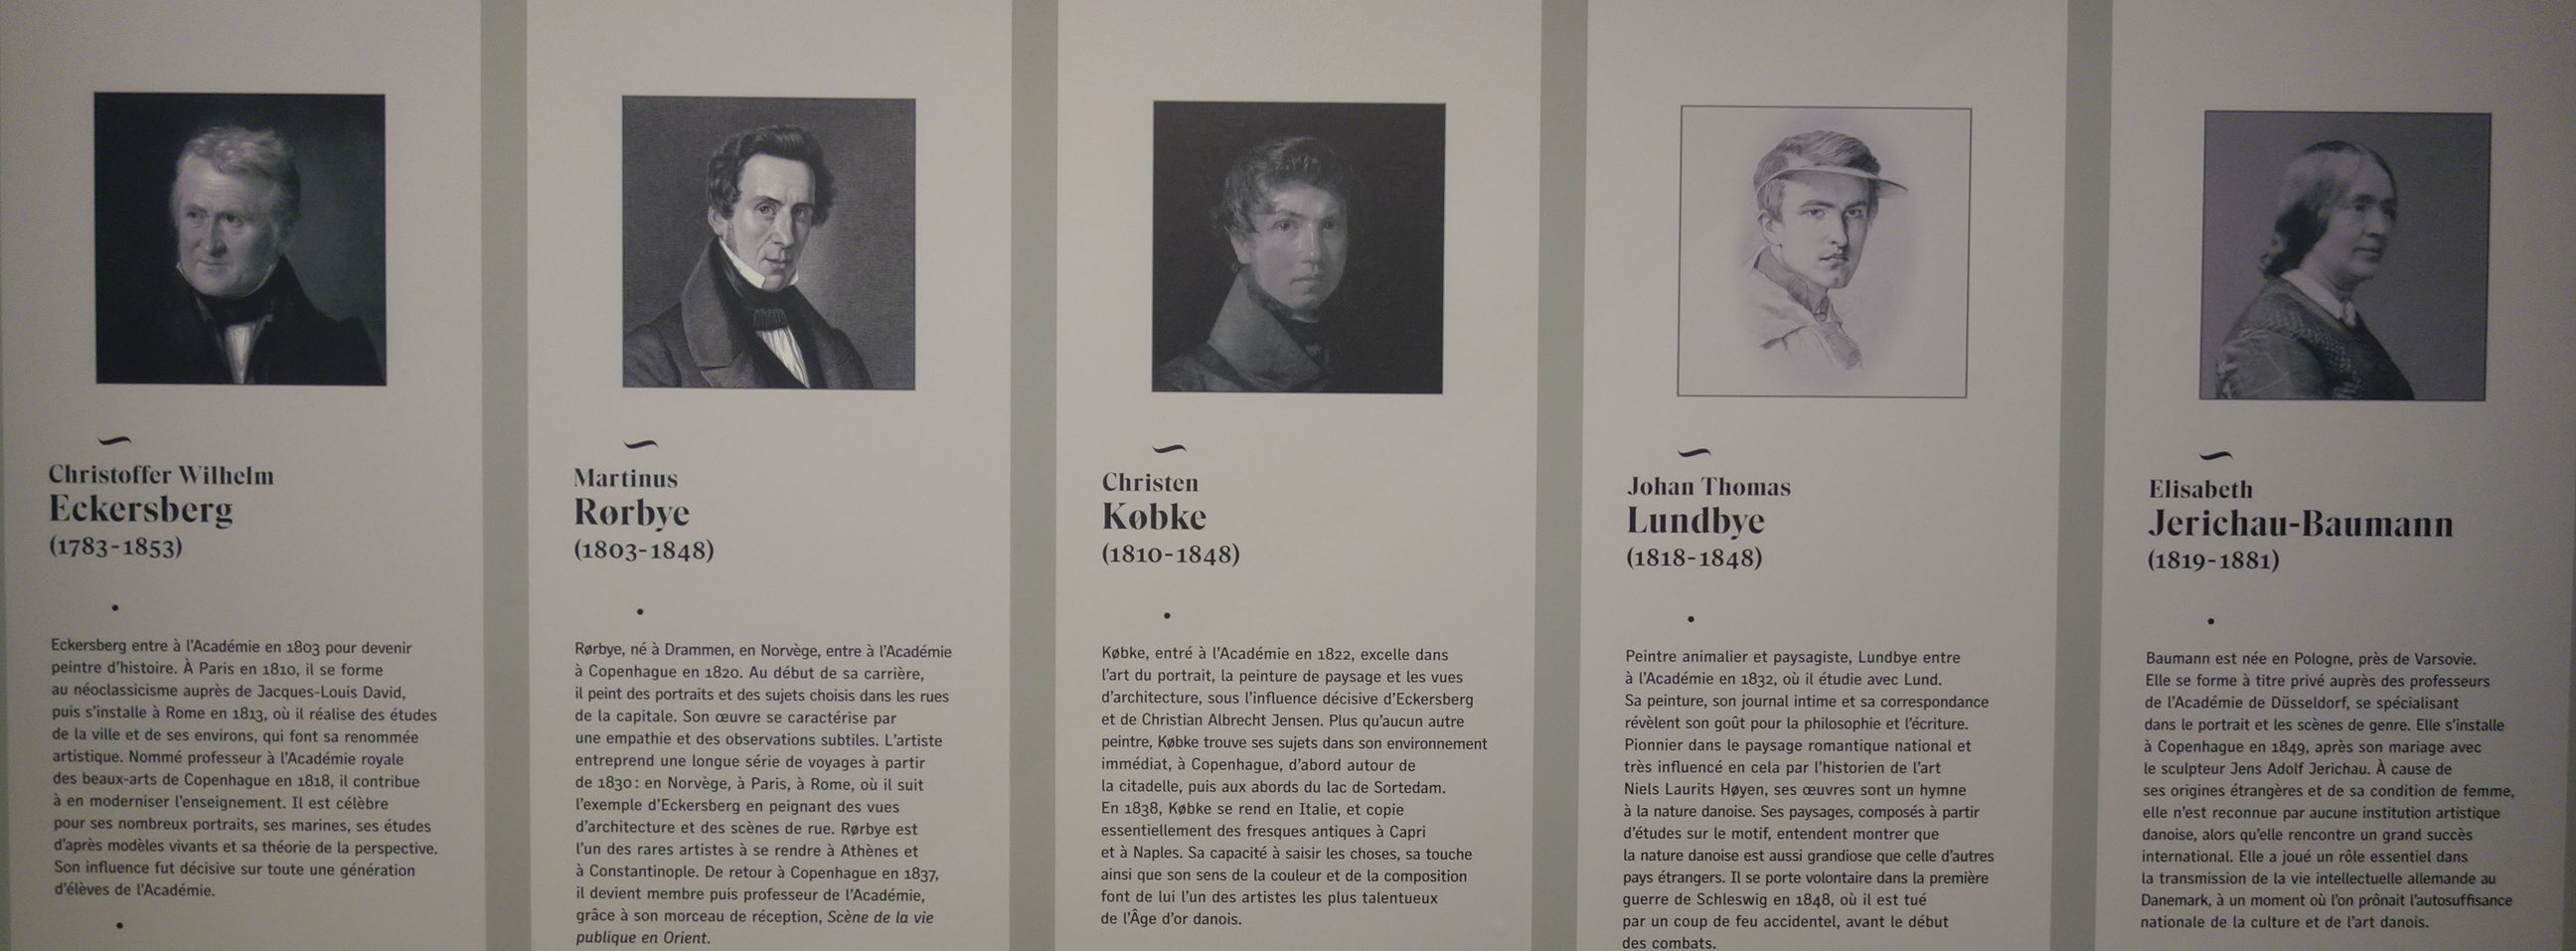 Christoffer Wilhelm
Eckersberg
(1783-1853)
Eckersberg entre à l'Académie en 1803 pour devenir
peintre d'histoire. À Paris en 1810, il se forme
au néoclassicisme auprès de Jacques-Louis David,
puis s'installe à Rome en 1813, où il réalise des études
de la ville et de ses environs, qui font sa renommée
artistique. Nommé professeur à l'Académie royale
des beaux-arts de Copenhague en 1818, il contribue
à en moderniser l'enseignement. Il est célèbre
pour ses nombreux portraits, ses marines, ses études
d'après modèles vivants et sa théorie de la perspective.
Son influence fut décisive sur toute une génération
d'élèves de l'Académie.
Martinus
Rørbye
(1803-1848)
Rørbye, né à Drammen, en Norvège, entre à l'Académie
à Copenhague en 1820. Au début de sa carrière,
il peint des portraits et des sujets choisis dans les rues
de la capitale. Son œuvre se caractérise par
une empathie et des observations subtiles. L'artiste
entreprend une longue série de voyages à partir
de 1830 : en Norvège, à Paris, à Rome, où il suit
l'exemple d'Eckersberg en peignant des vues
d'architecture et des scènes de rue. Rørbye est
l'un des rares artistes à se rendre à Athènes et
à Constantinople. De retour à Copenhague en 1837,
il devient membre puis professeur de l'Académie,
grâce à son morceau de réception, Scène de la vie
publique en Orient.
Christen
Købke
(1810-1848)
Købke, entré à l'Académie en 1822, excelle dans
l'art du portrait, la peinture de paysage et les vues
d'architecture, sous l'influence décisive d'Eckersberg
et de Christian Albrecht Jensen. Plus qu'aucun autre
peintre, Købke trouve ses sujets dans son environnement
immédiat, à Copenhague, d'abord autour de
la citadelle, puis aux abords du lac de Sortedam.
En 1838, Købke se rend en Italie, et copie
essentiellement des fresques antiques à Capri
et à Naples. Sa capacité à saisir les choses, sa touche
ainsi que son sens de la couleur et de la composition
font de lui l'un des artistes les plus talentueux
de l'Âge d'or danois.
Johan Thomas
Lundbye
(1818-1848)
Peintre animalier et paysagiste, Lundbye entre
à l'Académie en 1832, où il étudie avec Lund.
Sa peinture, son journal intime et sa correspondance
révèlent son goût pour la philosophie et l'écriture.
Pionnier dans le paysage romantique national et
très influencé en cela par l'historien de l'art
Niels Laurits Høyen, ses œuvres sont un hymne
à la nature danoise. Ses paysages, composés à partir
d'études sur le motif, entendent montrer que
la nature danoise est aussi grandiose que celle d'autres
pays étrangers. Il se porte volontaire dans la première
guerre de Schleswig en 1848, où il est tué
par un coup de feu accidentel, avant le début
des combats.
Elisabeth
Jerichau-Baumann
(1819-1881)
Baumann est née en Pologne, près de Varsovie.
Elle se forme à titre privé auprès des professeurs
de l'Académie de Düsseldorf, se spécialisant
dans le portrait et les scènes de genre. Elle s'installe
à Copenhague en 1849, après son mariage avec
le sculpteur Jens Adolf Jerichau. À cause de
ses origines étrangères et de sa condition de femme,
elle n'est reconnue par aucune institution artistique
danoise, alors qu'elle rencontre un grand succès
international. Elle a joué un rôle essentiel dans
la transmission de la vie intellectuelle allemande au
Danemark, à un moment où l'on prônait l'autosuffisance
nationale de la culture et de l'art danois.